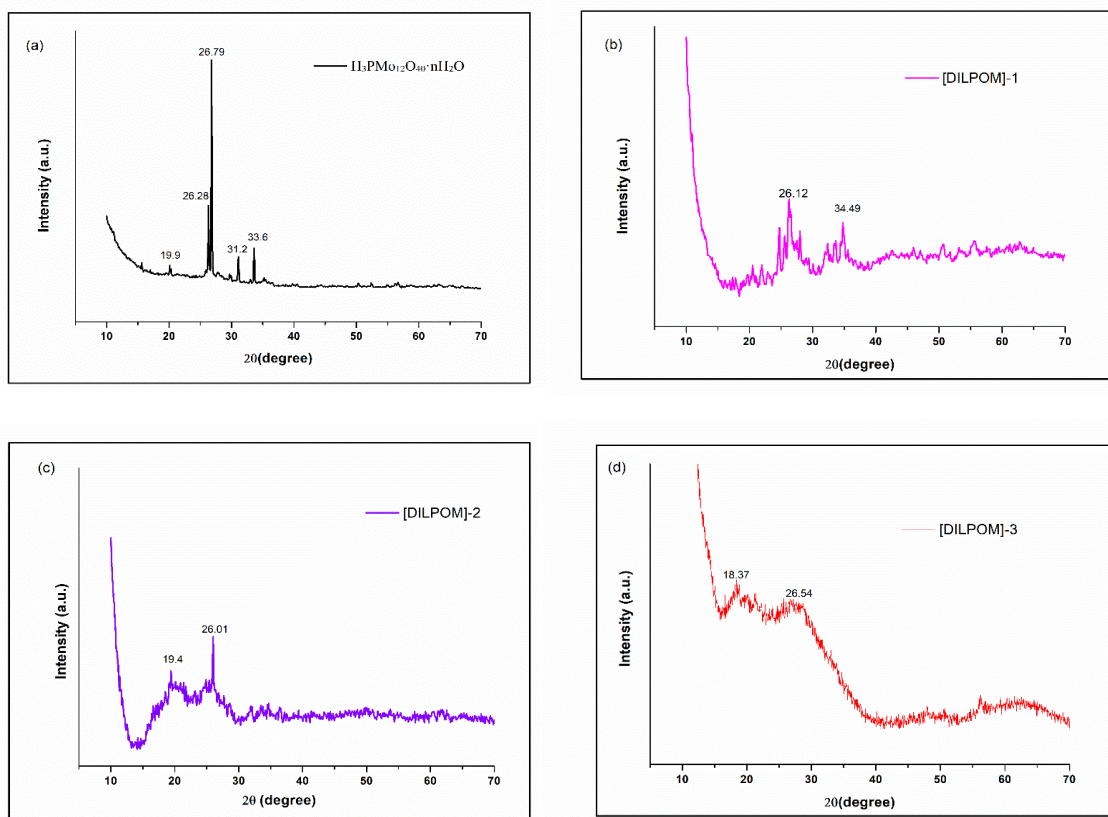 (a)
26.79
H₃PMo₁₂O₄₀·nH₂O
26.28
19.9
31.2
33.6
Intensity (a.u.)
10 20 30 40 50 60 70
2θ(degree)
(b)
[DILPOM]-1
26.12
34.49
Intensity (a.u.)
10 20 30 40 50 60 70
2θ(degree)
(c)
[DILPOM]-2
26.01
19.4
Intensity (a.u.)
10 20 30 40 50 60 70
2θ (degree)
(d)
[DILPOM]-3
18.37
26.54
Intensity (a.u.)
10 20 30 40 50 60 70
2θ(degree)